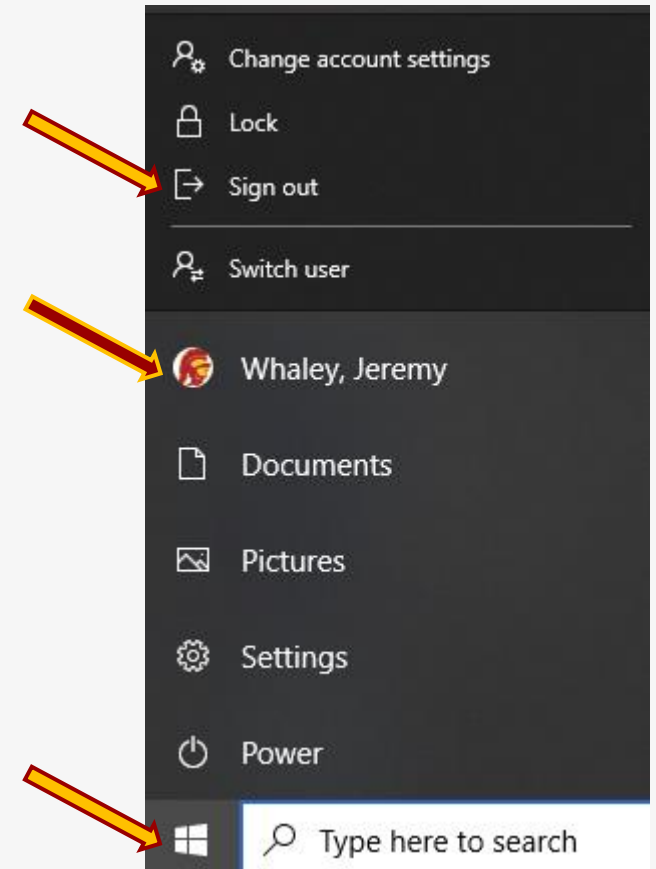 Change account settings
Lock
Sign out
Switch user
Whaley, Jeremy
Documents
Pictures
Settings
Power
Type here to search